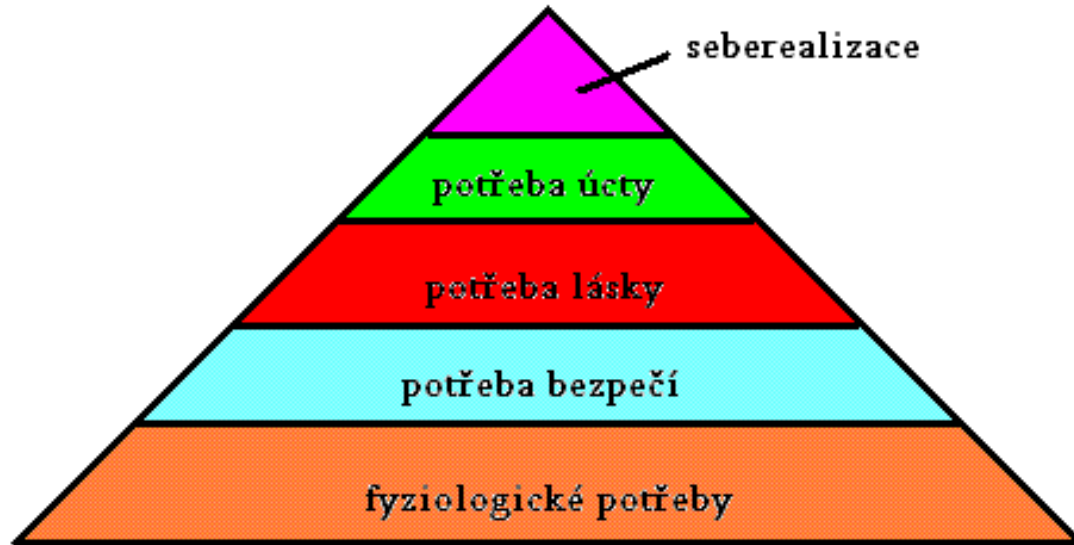 seberealizace
potřeba úcty
potřeba lásky
potřeba bezpečí
fyziologické potřeby